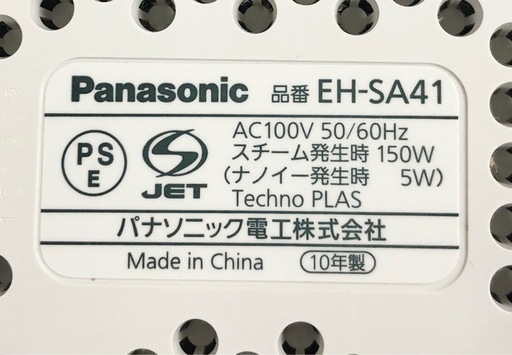 Panasonic 品番 EH-SA41
PS
E
S
JET
AC100V 50/60Hz
スチーム発生時 150W
(ナノイー発生時 5W)
Techno PLAS
パナソニック電工株式会社
Made in China 10年製